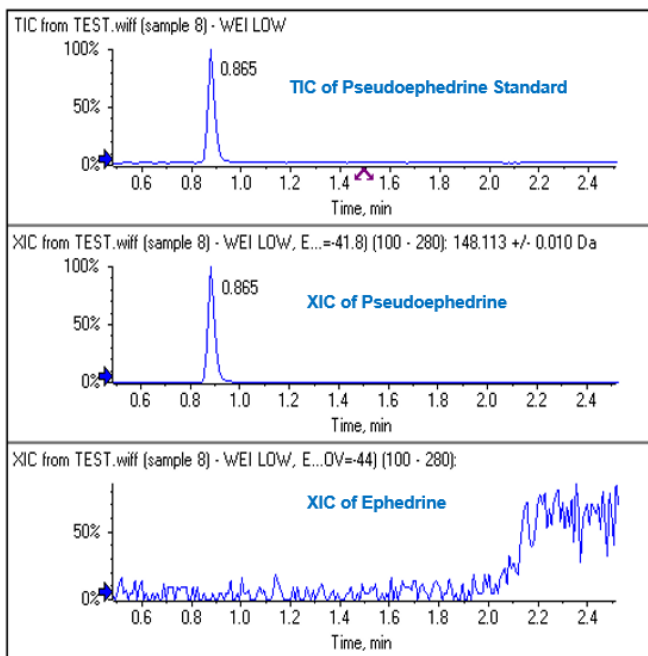 TIC from TEST.wiff (sample 8) - WEI LOW
100%
0.865
TIC of Pseudoephedrine Standard
50%
0%
0.6 0.8 1.0 1.2 1.4 1.6 1.8 2.0 2.2 2.4
Time, min
XIC from TEST.wiff (sample 8) - WEI LOW, E...=-41.8) (100 - 280): 148.113 +/- 0.010 Da
100%
0.865
XIC of Pseudoephedrine
50%
0%
0.6 0.8 1.0 1.2 1.4 1.6 1.8 2.0 2.2 2.4
Time, min
XIC from TEST.wiff (sample 8) - WEI LOW, E...OV=-44) (100 - 280):
XIC of Ephedrine
50%
0%
0.6 0.8 1.0 1.2 1.4 1.6 1.8 2.0 2.2 2.4
Time, min